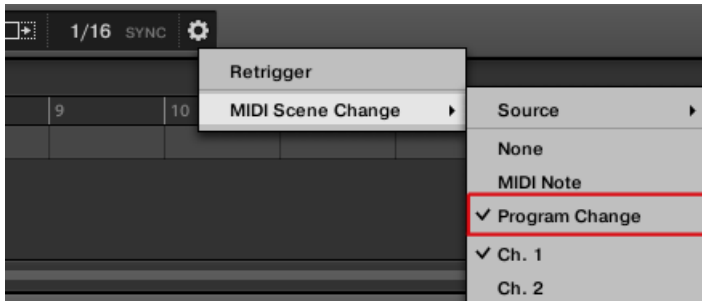 1/16 SYNC
Retrigger
9 10 MIDI Scene Change
Source
None
MIDI Note
Program Change
Ch. 1
Ch. 2